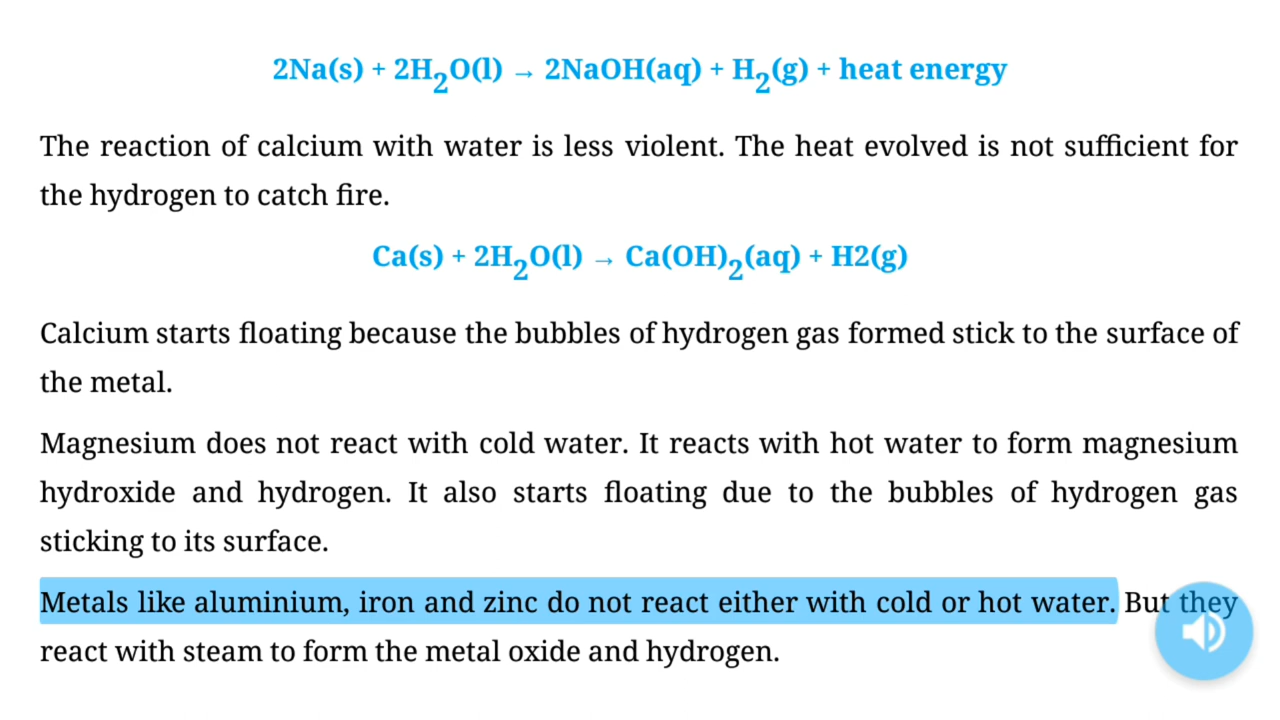 2Na(s) + 2H₂O(l) → 2NaOH(aq) + H₂(g) + heat energy
The reaction of calcium with water is less violent. The heat evolved is not sufficient for
the hydrogen to catch fire.
Ca(s) + 2H₂O(l) → Ca(OH)₂(aq) + H2(g)
Calcium starts floating because the bubbles of hydrogen gas formed stick to the surface of
the metal.
Magnesium does not react with cold water. It reacts with hot water to form magnesium
hydroxide and hydrogen. It also starts floating due to the bubbles of hydrogen gas
sticking to its surface.
Metals like aluminium, iron and zinc do not react either with cold or hot water. But they
react with steam to form the metal oxide and hydrogen.